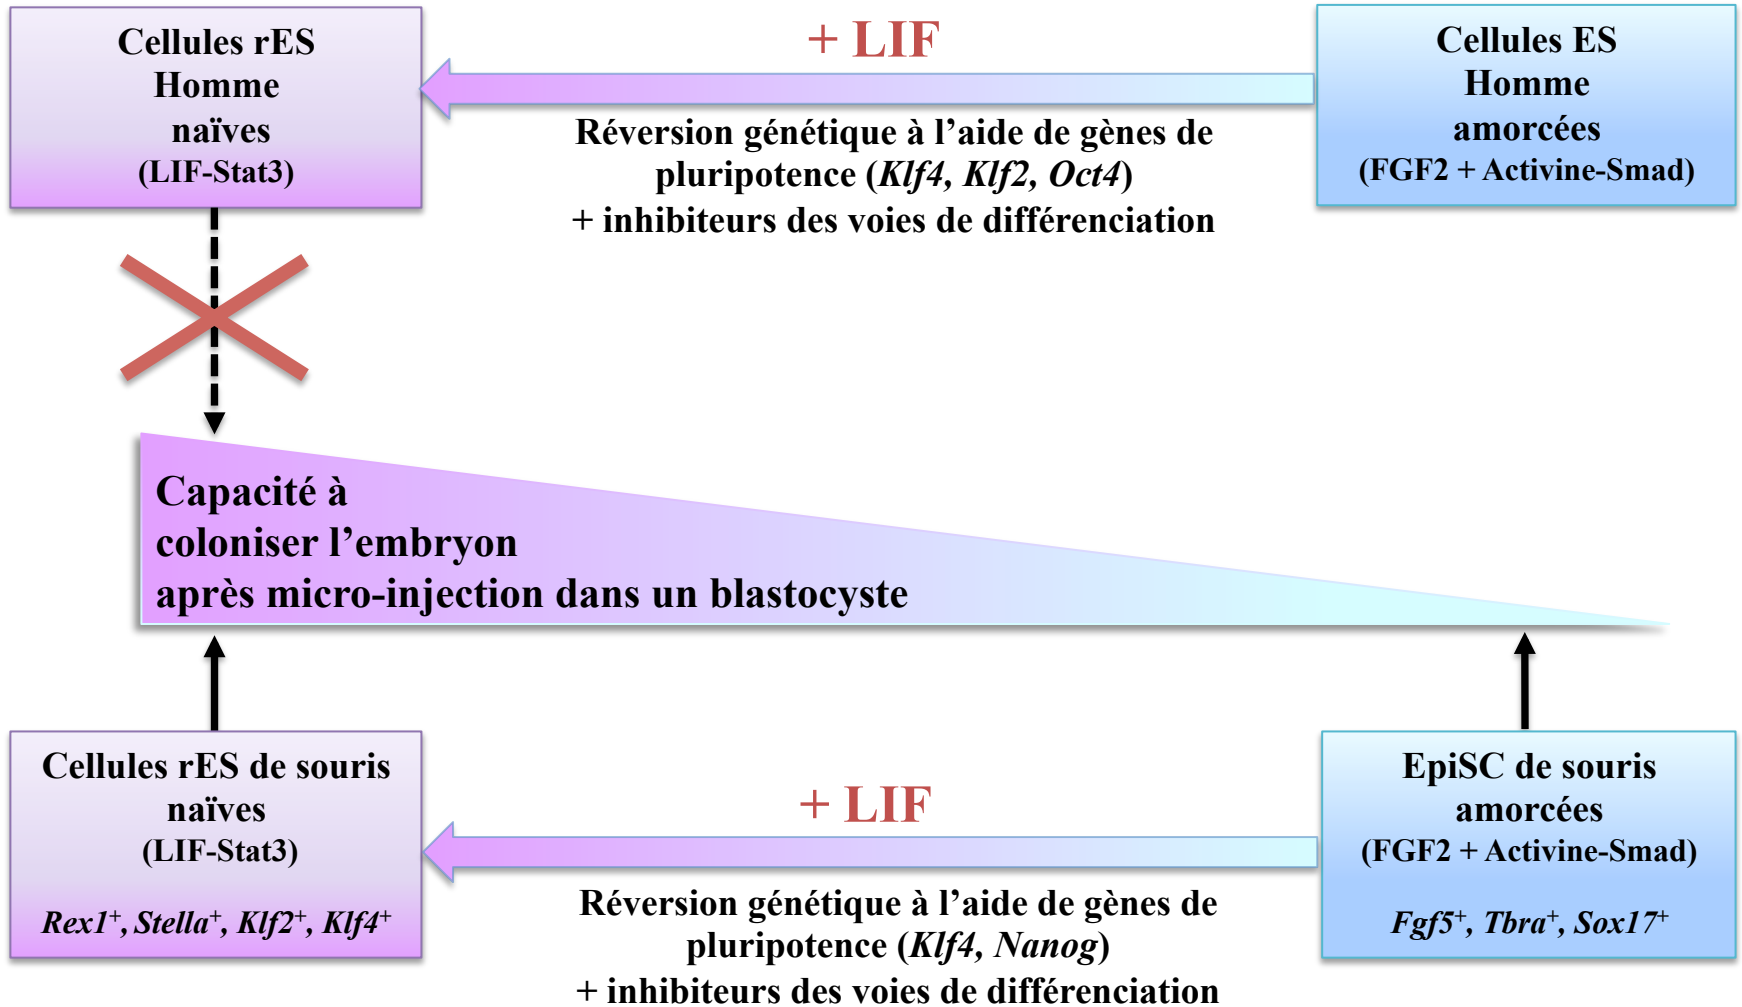 Cellules rES
Homme
naïves
(LIF-Stat3)
+ LIF
Réversion génétique à l’aide de gènes de
pluripotence (Klf4, Klf2, Oct4)
+ inhibiteurs des voies de différenciation
Cellules ES
Homme
amorcées
(FGF2 + Activine-Smad)
Capacité à
coloniser l’embryon
après micro-injection dans un blastocyste
Cellules rES de souris
naïves
(LIF-Stat3)
Rex1⁺, Stella⁺, Klf2⁺, Klf4⁺
+ LIF
Réversion génétique à l’aide de gènes de
pluripotence (Klf4, Nanog)
+ inhibiteurs des voies de différenciation
EpiSC de souris
amorcées
(FGF2 + Activine-Smad)
Fgf5⁺, Tbra⁺, Sox17⁺